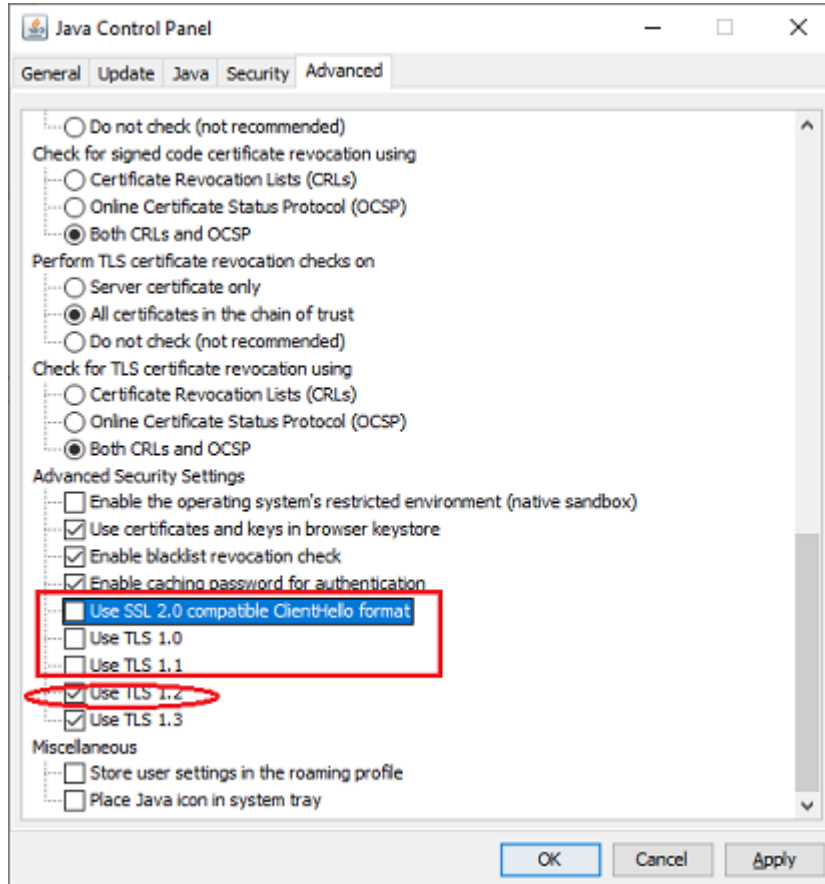 Java Control Panel
General Update Java Security Advanced
Do not check (not recommended)
Check for signed code certificate revocation using
Certificate Revocation Lists (CRLs)
Online Certificate Status Protocol (OCSP)
Both CRLs and OCSP
Perform TLS certificate revocation checks on
Server certificate only
All certificates in the chain of trust
Do not check (not recommended)
Check for TLS certificate revocation using
Certificate Revocation Lists (CRLs)
Online Certificate Status Protocol (OCSP)
Both CRLs and OCSP
Advanced Security Settings
Enable the operating system's restricted environment (native sandbox)
Use certificates and keys in browser keystore
Enable blacklist revocation check
Enable caching password for authentication
Use SSL 2.0 compatible ClientHello format
Use TLS 1.0
Use TLS 1.1
Use TLS 1.2
Use TLS 1.3
Miscellaneous
Store user settings in the roaming profile
Place Java icon in system tray
OK Cancel Apply